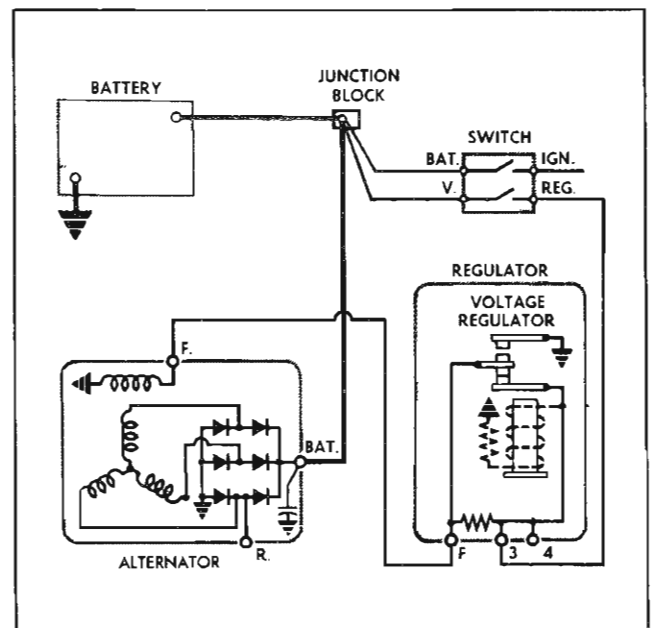 BATTERY
JUNCTION
BLOCK
SWITCH
BAT. IGN.
V. REG.
REGULATOR
VOLTAGE
REGULATOR
F.
BAT.
R.
ALTERNATOR
F 3 4